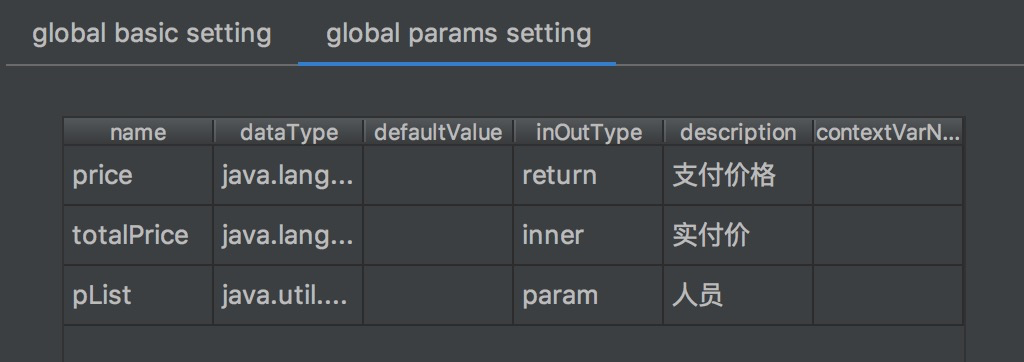 global basic setting global params setting
name dataType defaultValue inOutType description contextVarN...
price java.lang... return 支付价格
totalPrice java.lang... inner 实付价
pList java.util.... param 人员